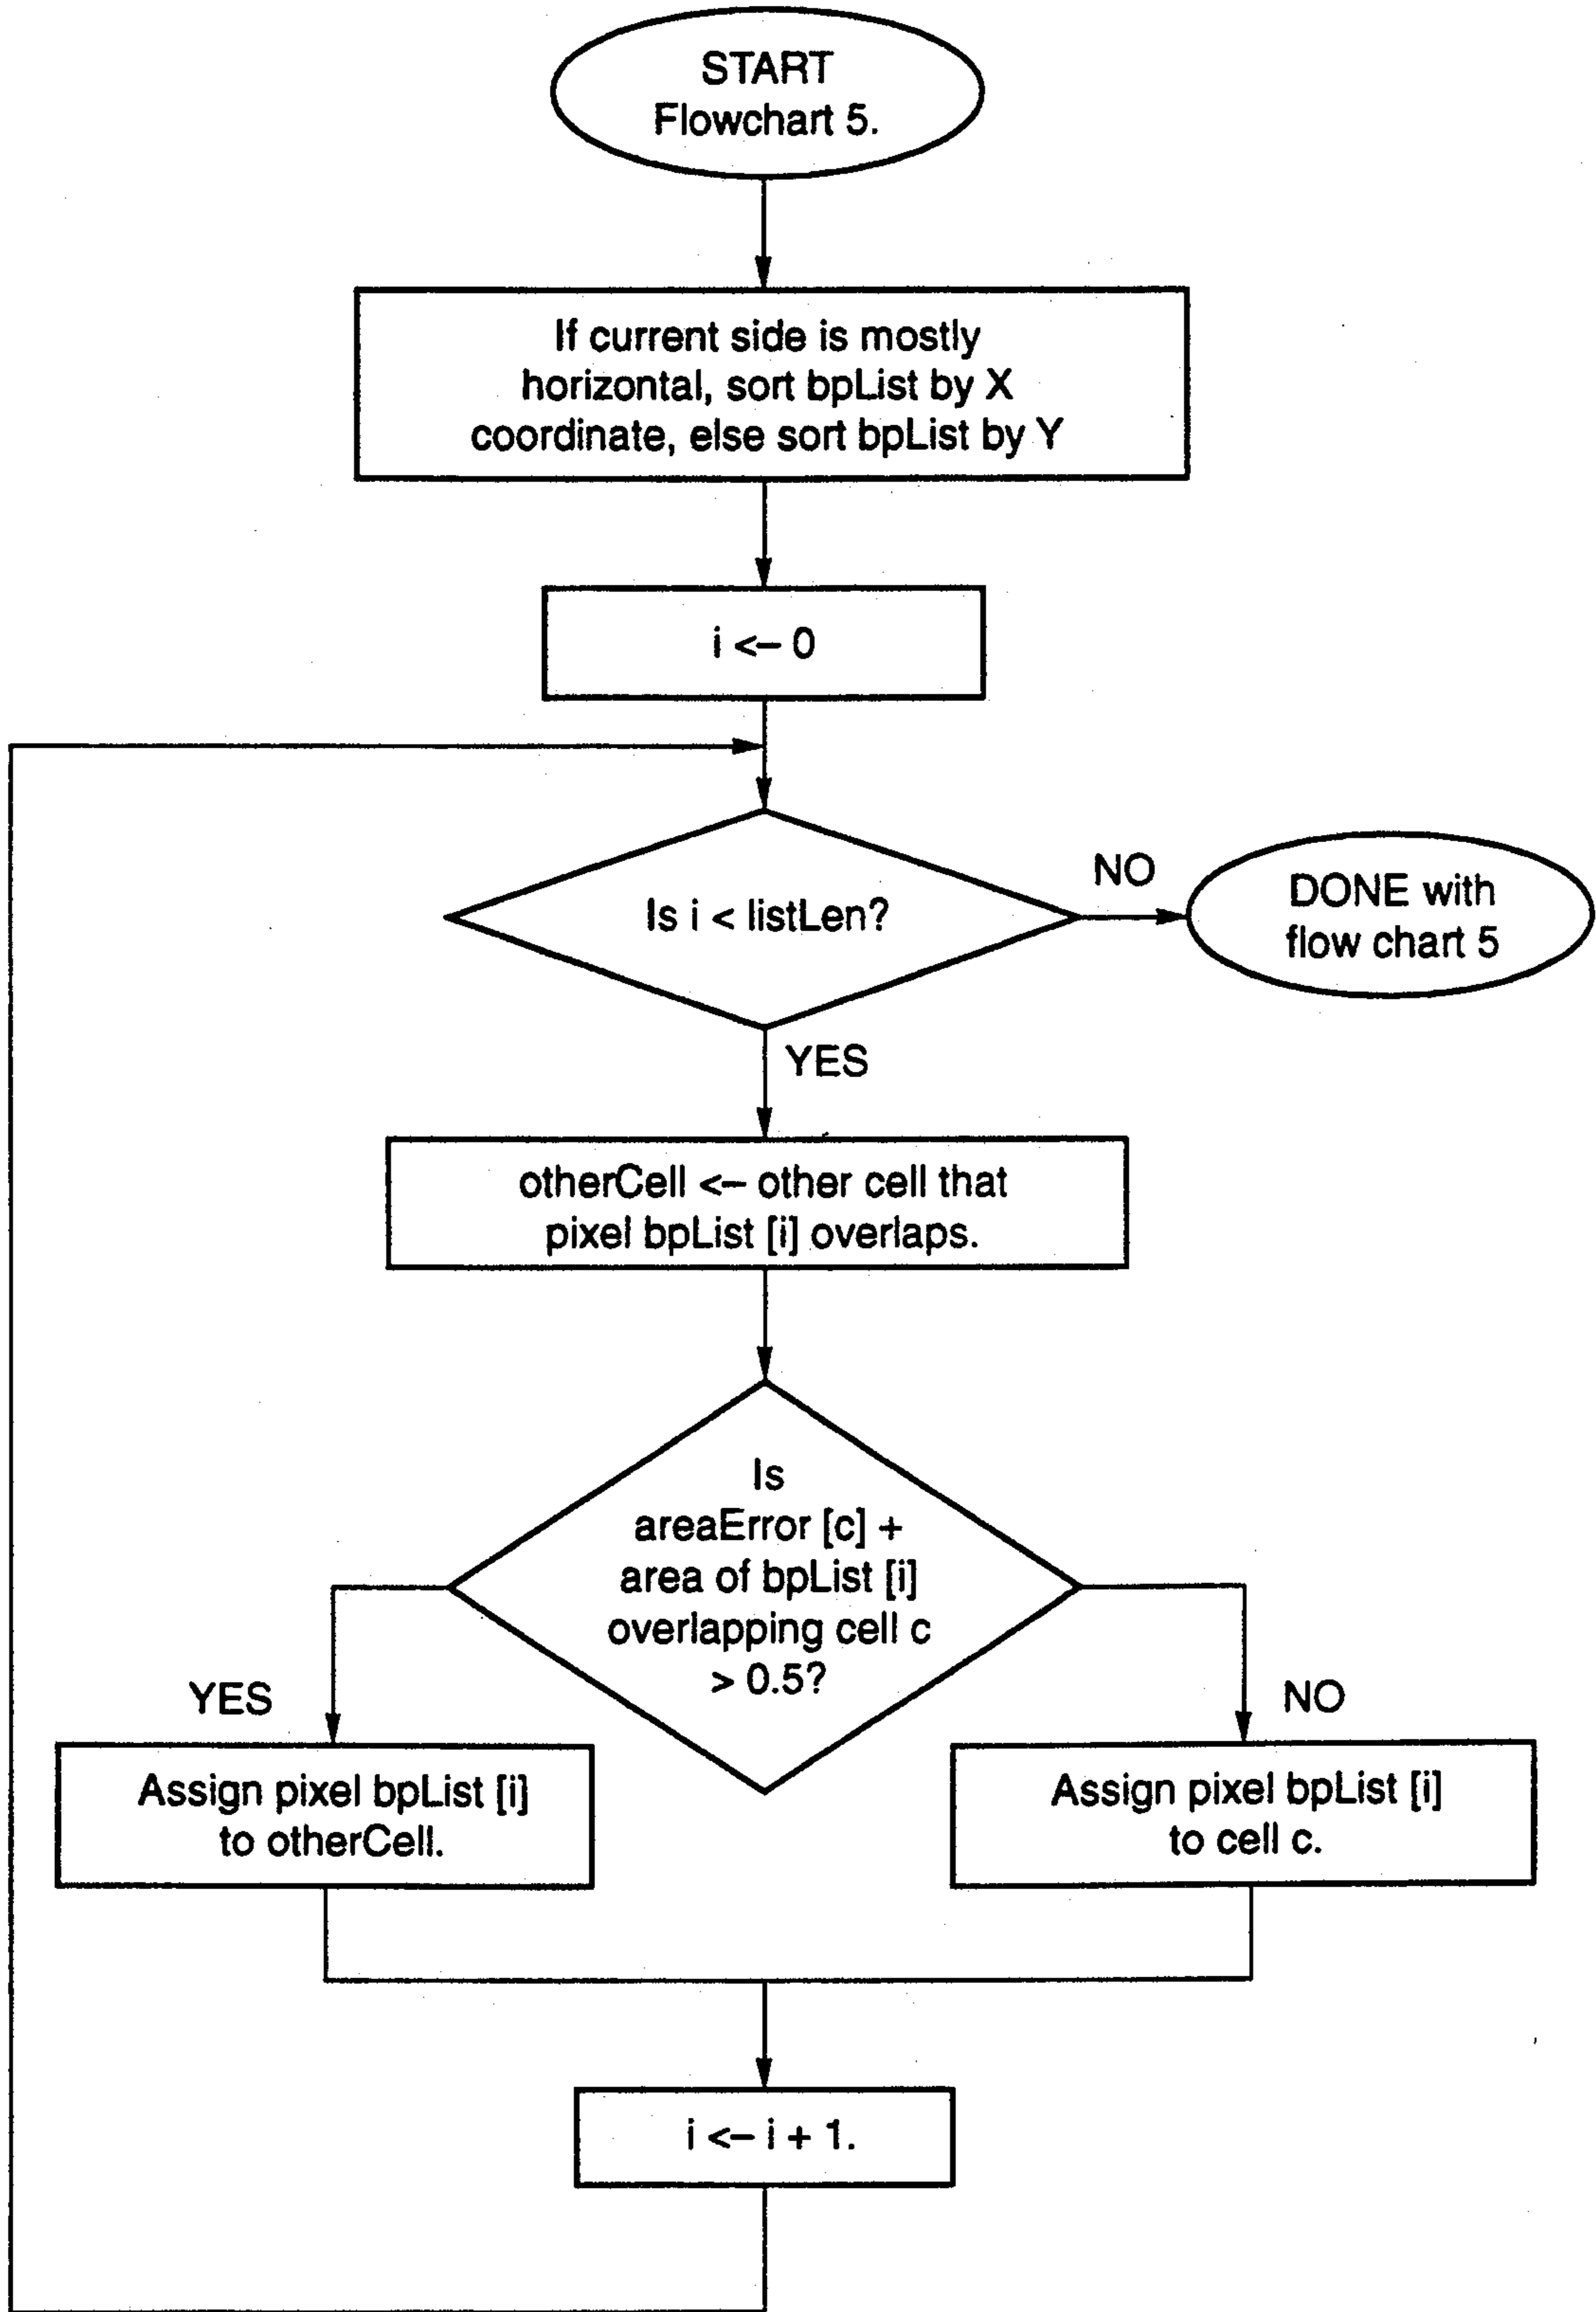 START
Flowchart 5.
If current side is mostly
horizontal, sort bpList by X
coordinate, else sort bpList by Y
i <– 0
Is i < listLen?
NO
DONE with
flow chart 5
YES
otherCell <– other cell that
pixel bpList [i] overlaps.
Is
areaError [c] +
area of bpList [i]
overlapping cell c
> 0.5?
YES
NO
Assign pixel bpList [i]
to otherCell.
Assign pixel bpList [i]
to cell c.
i <– i + 1.